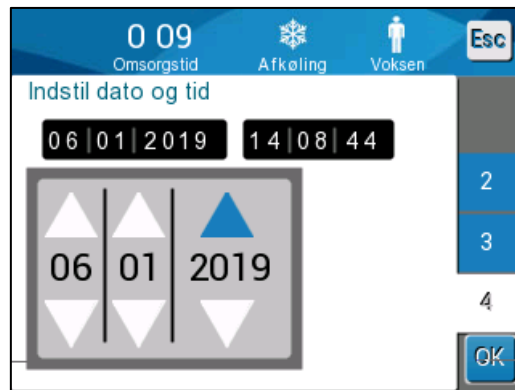 0 09
Omsorgstid
Afkøling
Voksen
Esc
Indstil dato og tid
06|01|2019
14|08|44
06
01
2019
2
3
4
OK